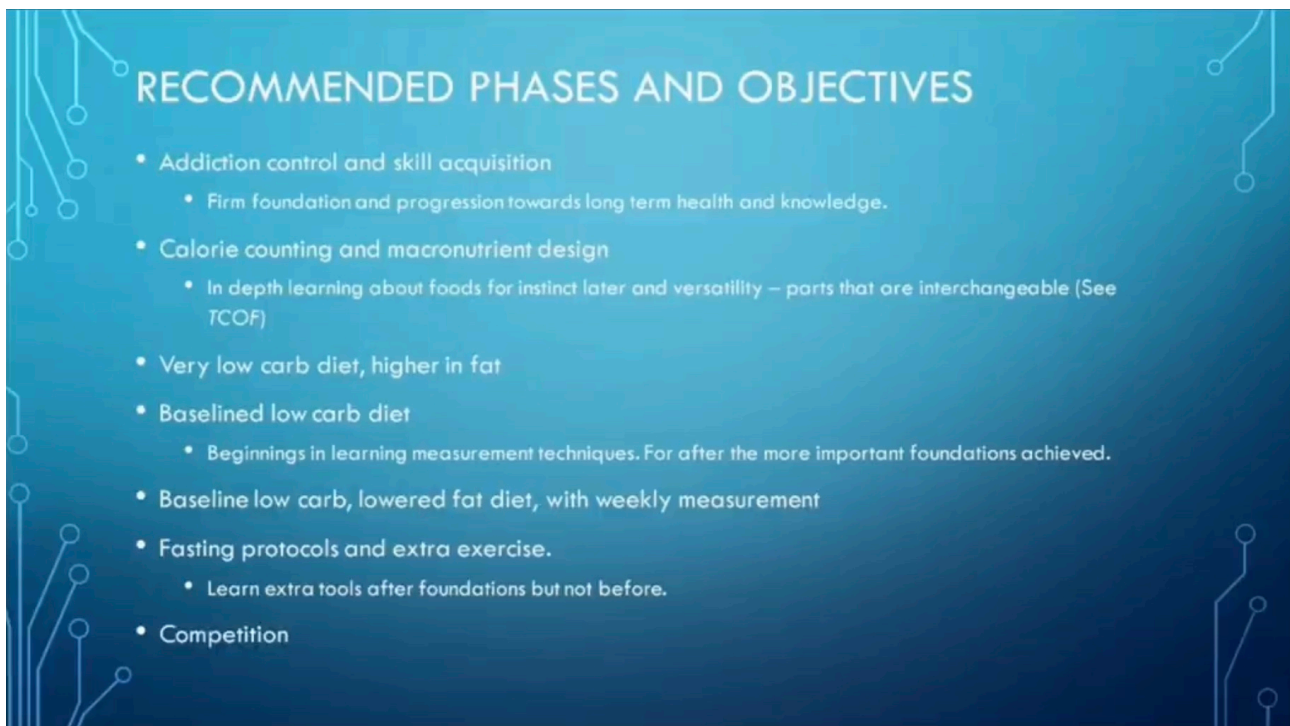 RECOMMENDED PHASES AND OBJECTIVES
• Addiction control and skill acquisition
• Firm foundation and progression towards long term health and knowledge.
• Calorie counting and macronutrient design
• In depth learning about foods for instinct later and versatility – parts that are interchangeable (See
TCOF)
• Very low carb diet, higher in fat
• Baselined low carb diet
• Beginnings in learning measurement techniques. For after the more important foundations achieved.
• Baseline low carb, lowered fat diet, with weekly measurement
• Fasting protocols and extra exercise.
• Learn extra tools after foundations but not before.
• Competition